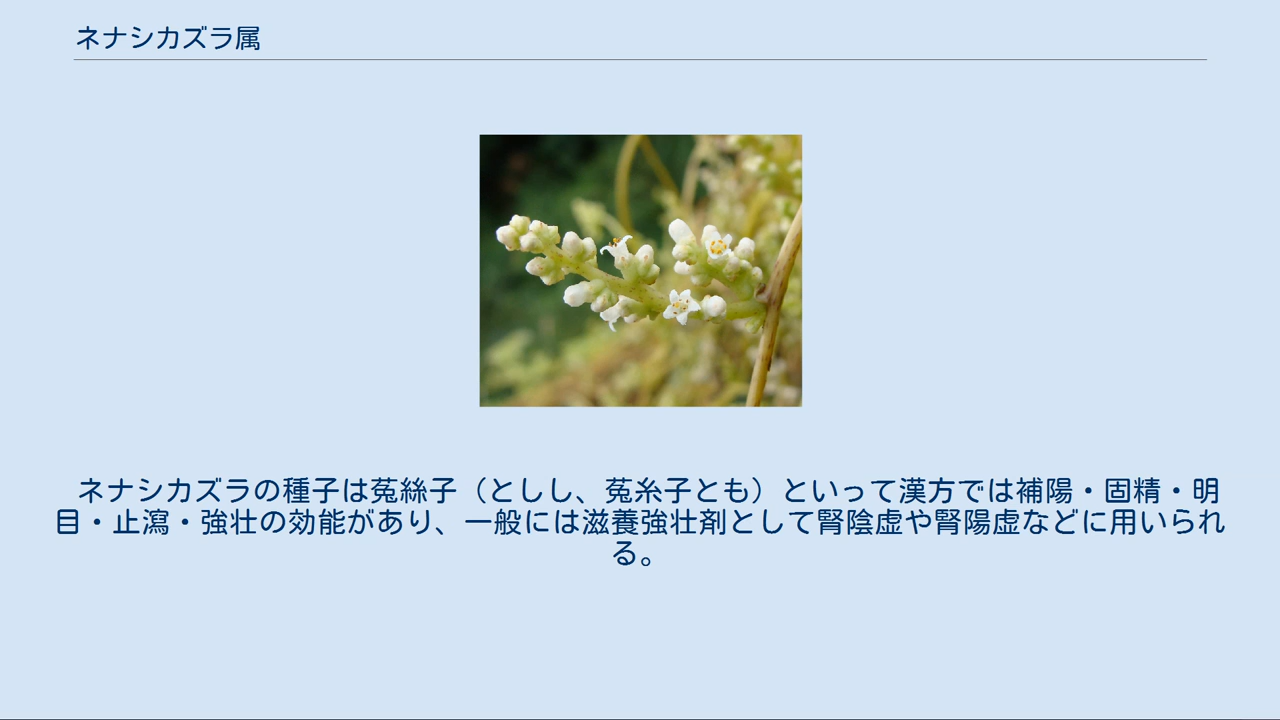 ネナシカズラ属
ネナシカズラの種子は菟絲子（としし、菟糸子とも）といって漢方では補陽・固精・明
目・止瀉・強壮の効能があり、一般には滋養強壮剤として腎陰虚や腎陽虚などに用いられ
る。